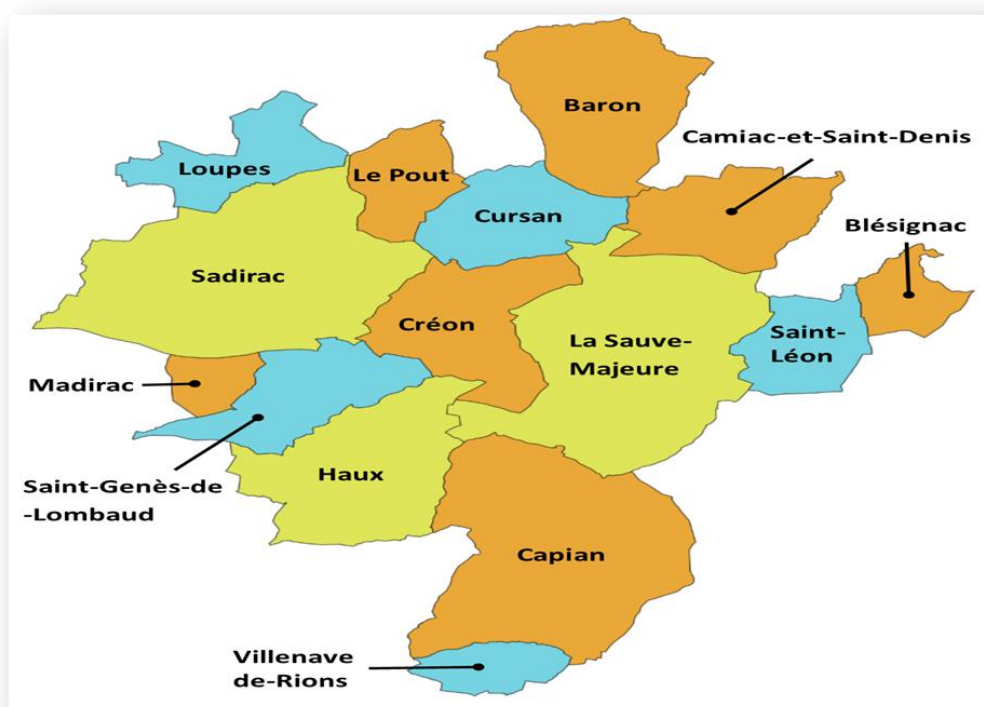 Baron
Camiac-et-Saint-Denis
Loupes
Le Pout
Cursan
Blésignac
Sadirac
Créon
La Sauve-
Majeure
Saint-
Léon
Madirac
Saint-Genès-de
-Lombaud
Haux
Capian
Villenave
de-Rions